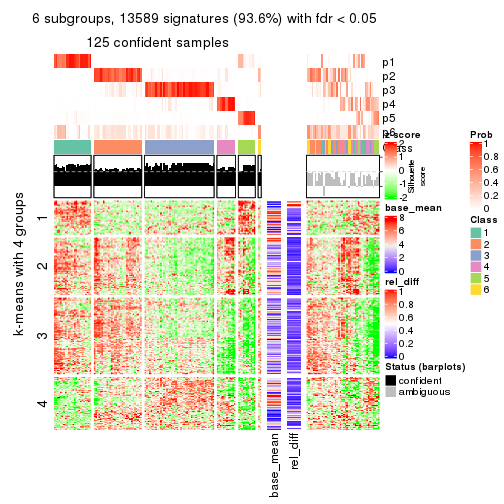 6 subgroups, 13589 signatures (93.6%) with fdr < 0.05
125 confident samples
p1
p2
p3
p4
p5
p6
Class
z-score
2
1
0
-1
-2
Silhouette
score
k-means with 4 groups
1
2
3
4
base_mean
rel_diff
base_mean
8
6
4
2
0
rel_diff
1
0.8
0.6
0.4
0.2
0
Status (barplots)
confident
ambiguous
Prob
1
0.8
0.6
0.4
0.2
0
Class
1
2
3
4
5
6